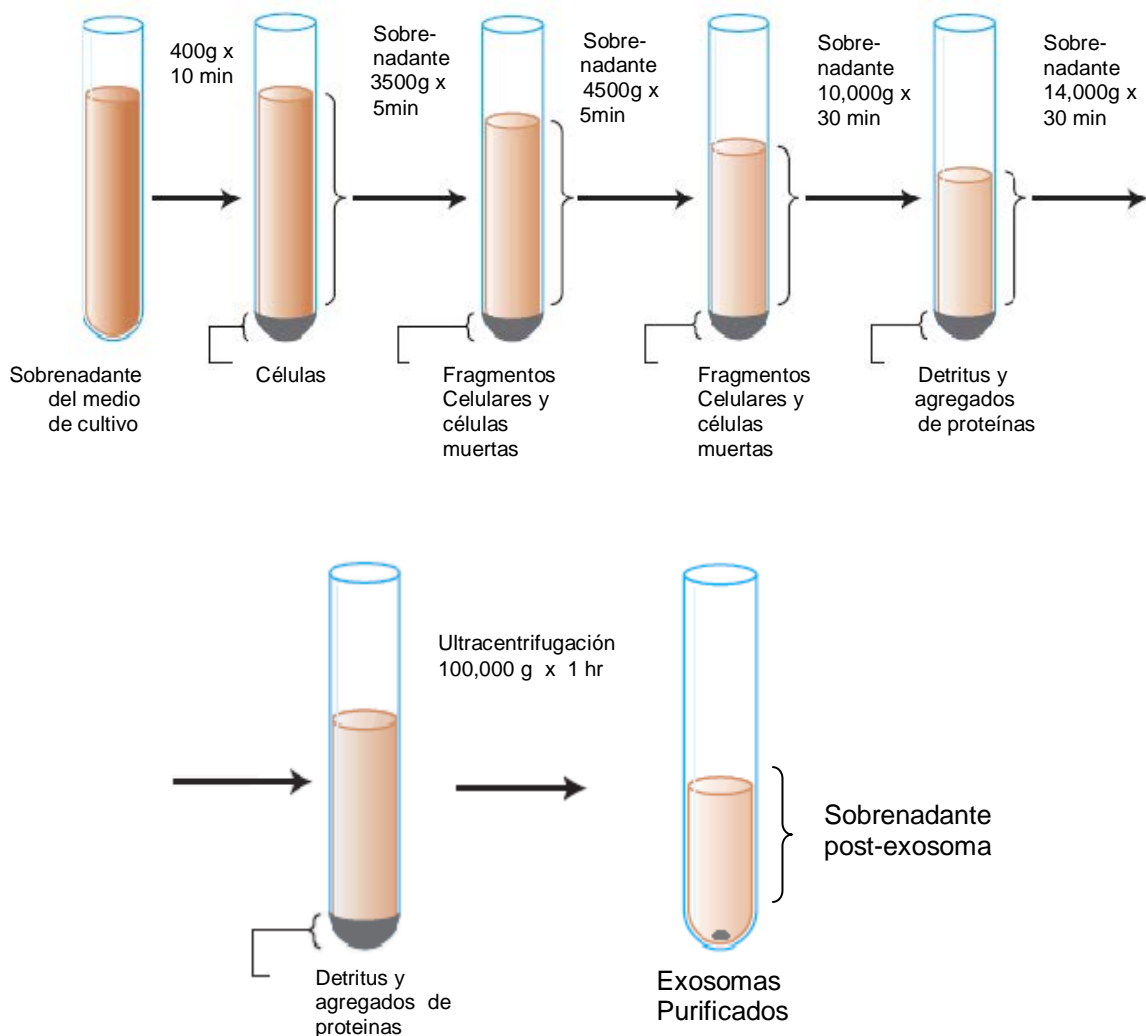 400g x
10 min
Sobre-
nadante
3500g x
5min
Sobre-
nadante
4500g x
5min
Sobre-
nadante
10,000g x
30 min
Sobre-
nadante
14,000g x
30 min
Sobrenadante
del medio
de cultivo
Células
Fragmentos
Celulares y
células
muertas
Fragmentos
Celulares y
células
muertas
Detritus y
agregados
de proteínas
Ultracentrifugación
100,000 g x 1 hr
Sobrenadante
post-exosoma
Detritus y
agregados de
proteinas
Exosomas
Purificados